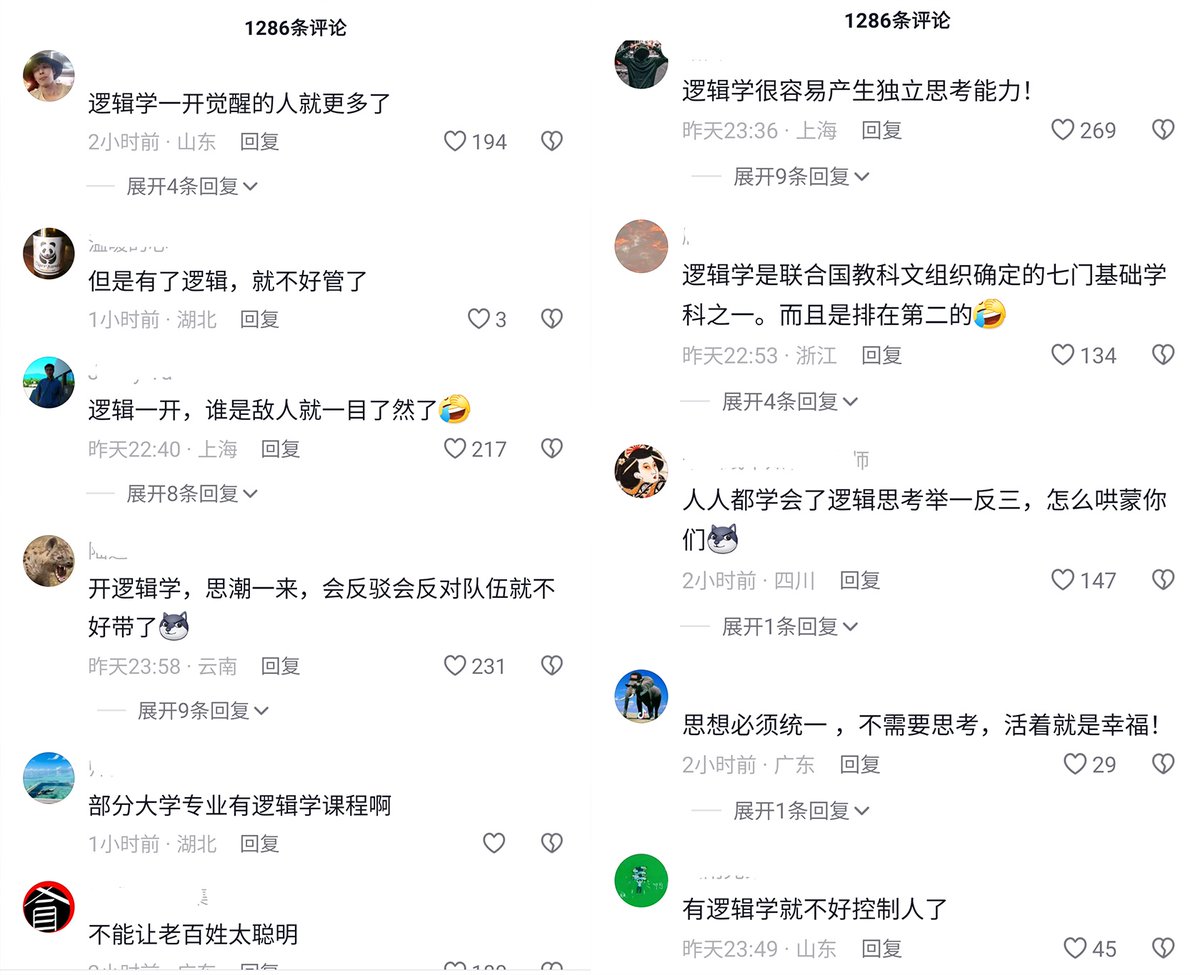 1286条评论
逻辑学一开觉醒的人就更多了
2小时前 · 山东 回复 194
展开4条回复
但是有了逻辑，就不好管了
1小时前 · 湖北 回复 3
逻辑一开，谁是敌人就一目了然了🤣
昨天22:40 · 上海 回复 217
展开8条回复
开逻辑学，思潮一来，会反驳会反对队伍就不
好带了
昨天23:58 · 云南 回复 231
展开9条回复
部分大学专业有逻辑学课程啊
1小时前 · 湖北 回复
不能让老百姓太聪明
1286条评论
逻辑学很容易产生独立思考能力！
昨天23:36 · 上海 回复 269
展开9条回复
逻辑学是联合国教科文组织确定的七门基础学
科之一。而且是排在第二的🤣
昨天22:53 · 浙江 回复 134
展开4条回复
师
人人都学会了逻辑思考举一反三，怎么哄蒙你
们
2小时前 · 四川 回复 147
展开1条回复
思想必须统一 ，不需要思考，活着就是幸福！
2小时前 · 广东 回复 29
展开1条回复
有逻辑学就不好控制人了
昨天23:49 · 山东 回复 45